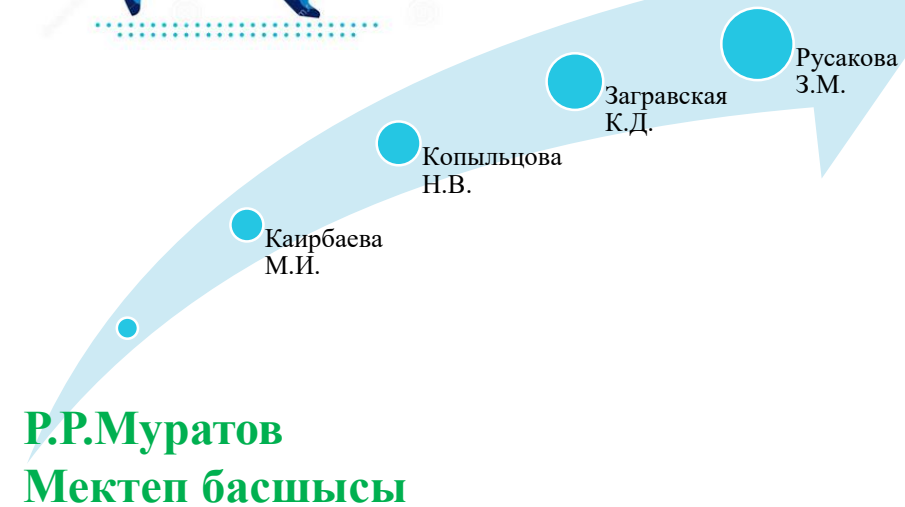 Русакова
З.М.
Загравская
К.Д.
Копыльцова
Н.В.
Каирбаева
М.И.
Р.Р.Муратов
Мектеп басшысы